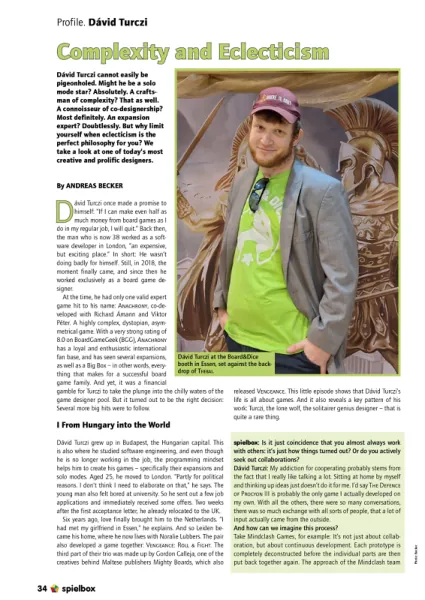 Profile. Dávid Turczi
Complexity and Eclecticism
Dávid Turczi cannot easily be
pigeonholed. Might he be a solo
mode star? Absolutely. A crafts-
man of complexity? That as well.
A connoisseur of co-designership?
Most definitely. An expansion
expert? Doubtlessly. But why limit
yourself when eclecticism is the
perfect philosophy for you? We
take a look at one of today's most
creative and prolific designers.
By ANDREAS BECKER
Dávid Turczi once made a promise to
himself: "If I can make even half as
much money from board games as I
do in my regular job, I will quit." Back then,
the man who is now 38 worked as a soft-
ware developer in London, "an expensive,
but exciting place." In short: He wasn't
doing badly for himself. Still, in 2018, the
moment finally came, and since then he
worked exclusively as a board game de-
signer.
At the time, he had only one valid expert
game hit to his name: ANACHRONY, co-de-
veloped with Richard Amann and Viktor
Péter. A highly complex, dystopian, asym-
metrical game. With a very strong rating of
8.0 on BoardGameGeek (BGG), ANACHRONY
has a loyal and enthusiastic international
fan base, and has seen several expansions,
as well as a Big Box – in other words, every-
thing that makes for a successful board
game family. And yet, it was a financial
gamble for Turczi to take the plunge into the chilly waters of the
game designer pool. But it turned out to be the right decision:
Several more big hits were to follow.
I From Hungary into the World
Dávid Turczi grew up in Budapest, the Hungarian capital. This
is also where he studied software engineering, and even though
he is no longer working in the job, the programming mindset
helps him to create his games – specifically their expansions and
solo modes. Aged 25, he moved to London. "Partly for political
reasons. I don't think I need to elaborate on that," he says. The
young man also felt bored at university. So he sent out a few job
applications and immediately received some offers. Two weeks
after the first acceptance letter, he already relocated to the UK.
Six years ago, love finally brought him to the Netherlands. "I
had met my girlfriend in Essen," he explains. And so Leiden be-
came his home, where he now lives with Noralie Lubbers. The pair
also developed a game together: VENGEANCE: ROLL & FIGHT. The
third part of their trio was made up by Gordon Calleja, one of the
creatives behind Maltese publishers Mighty Boards, which also
Dávid Turczi at the Board&Dice
booth in Essen, set against the back-
drop of TIWANAKU.
released VENGEANCE. This little episode shows that Dávid Turczi's
life is all about games. And it also reveals a key pattern of his
work: Turczi, the lone wolf, the solitairer genius designer – that is
quite a rare thing.
spielbox: Is it just coincidence that you almost always work
with others: it's just how things turned out? Or do you actively
seek out collaborations?
Dávid Turczi: My addiction for cooperating probably stems from
the fact that I really like talking a lot. Sitting at home by myself
and thinking up ideas just doesn't do it for me. I'd say THE DEFENCE
OF PROCYON III is probably the only game I actually developed on
my own. With all the others, there were so many conversations,
there was so much exchange with all sorts of people, that a lot of
input actually came from the outside.
And how can we imagine this process?
Take Mindclash Games, for example: It's not just about collab-
oration, but about continuous development. Each prototype is
completely deconstructed before the individual parts are then
put back together again. The approach of the Mindclash team
34 spielbox